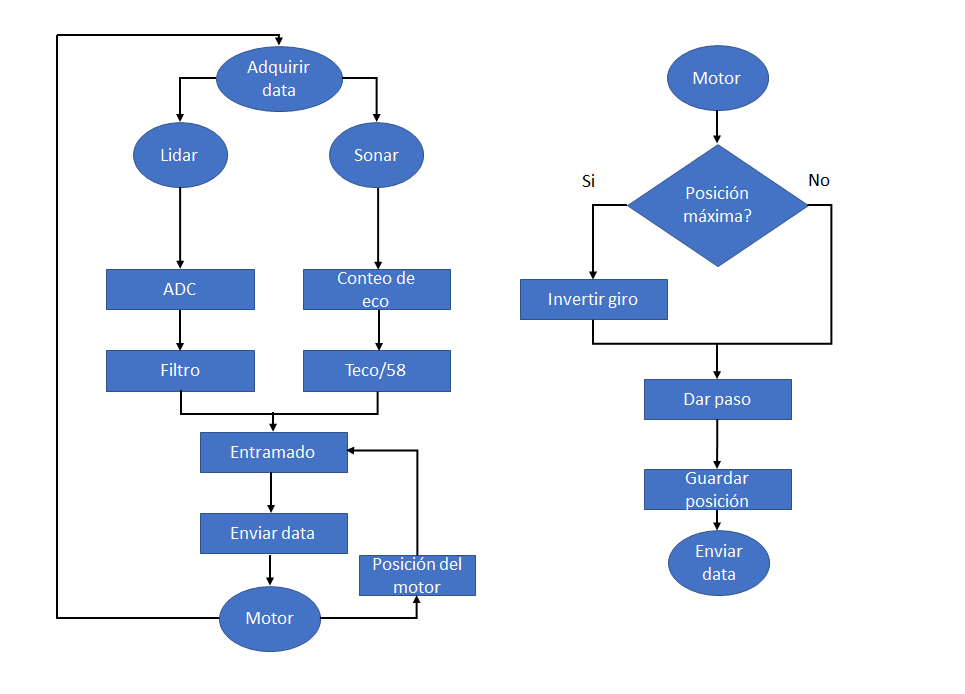 Adquirir
data
Lidar
Sonar
ADC
Conteo de
eco
Filtro
Teco/58
Entramado
Enviar data
Posición del
motor
Motor
Motor
Posición
máxima?
Si
No
Invertir giro
Dar paso
Guardar
posición
Enviar
data